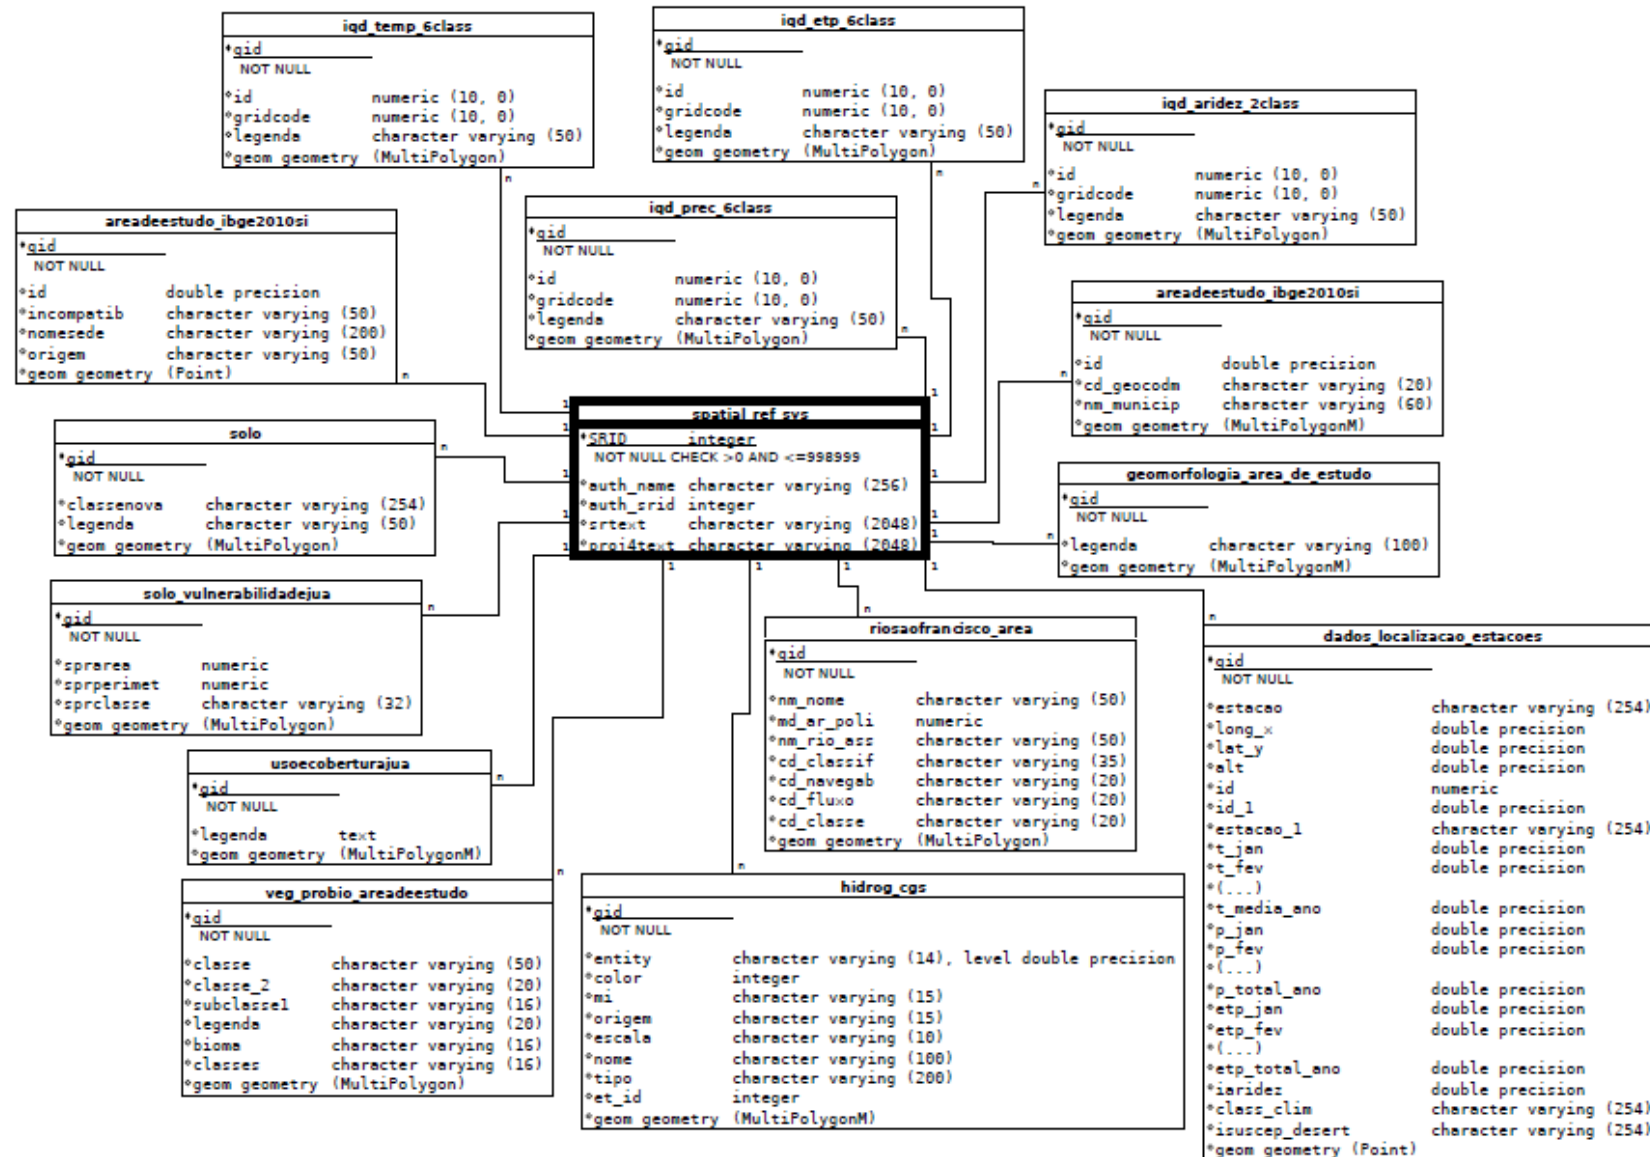 iqd_temp_6class
*gid
NOT NULL
*id numeric (10, 0)
*gridcode numeric (10, 0)
*legenda character varying (50)
*geom geometry (MultiPolygon)
n
iqd_etp_6class
*gid
NOT NULL
*id numeric (10, 0)
*gridcode numeric (10, 0)
*legenda character varying (50)
*geom geometry (MultiPolygon)
n
iqd_aridez_2class
*gid
NOT NULL
*id numeric (10, 0)
*gridcode numeric (10, 0)
*legenda character varying (50)
*geom geometry (MultiPolygon)
n
areadeestudo_ibge2010si
*gid
NOT NULL
*id double precision
*incompatib character varying (50)
*nomesede character varying (200)
*origem character varying (50)
*geom geometry (Point)
n
iqd_prec_6class
*gid
NOT NULL
*id numeric (10, 0)
*gridcode numeric (10, 0)
*legenda character varying (50)
*geom geometry (MultiPolygon)
n
areadeestudo_ibge2010si
*gid
NOT NULL
*id double precision
*cd_geocodm character varying (20)
*nm_municip character varying (60)
*geom geometry (MultiPolygonM)
n
spatial_ref_sys
*SRID integer
NOT NULL CHECK >0 AND <=998999
*auth_name character varying (256)
*auth_srid integer
*srtext character varying (2048)
*proj4text character varying (2048)
1
1
1
1
1
1
1
1
1
1
1
1
1
1
solo
*gid
NOT NULL
*classenova character varying (254)
*legenda character varying (50)
*geom geometry (MultiPolygon)
n
geomorfologia_area_de_estudo
*gid
NOT NULL
*legenda character varying (100)
*geom geometry (MultiPolygonM)
n
solo_vulnerabilidadejua
*gid
NOT NULL
*sprarea numeric
*sprperimet numeric
*sprclasse character varying (32)
*geom geometry (MultiPolygon)
n
riosaofrancisco_area
*gid
NOT NULL
*nm_nome character varying (50)
*md_ar_poli numeric
*nm_rio_ass character varying (50)
*cd_classif character varying (35)
*cd_navegab character varying (20)
*cd_fluxo character varying (20)
*cd_classe character varying (20)
*geom geometry (MultiPolygon)
n
dados_localizacao_estacoes
*gid
NOT NULL
*estacao character varying (254)
*long_x double precision
*lat_y double precision
*alt double precision
*id numeric
*id_1 double precision
*estacao_1 character varying (254)
*t_jan double precision
*t_fev double precision
*(...)
*t_media_ano double precision
*p_jan double precision
*p_fev double precision
*(...)
*p_total_ano double precision
*etp_jan double precision
*etp_fev double precision
*(...)
*etp_total_ano double precision
*iaridez double precision
*class_clim character varying (254)
*isuscep_desert character varying (254)
*geom geometry (Point)
n
usoecoberturajua
*gid
NOT NULL
*legenda text
*geom geometry (MultiPolygonM)
n
veg_probio_areadeestudo
*gid
NOT NULL
*classe character varying (50)
*classe_2 character varying (20)
*subclasse1 character varying (16)
*legenda character varying (20)
*bioma character varying (16)
*classes character varying (16)
*geom geometry (MultiPolygon)
n
hidrog_cgs
*gid
NOT NULL
*entity character varying (14), level double precision
*color integer
*mi character varying (15)
*origem character varying (15)
*escala character varying (10)
*nome character varying (100)
*tipo character varying (200)
*et_id integer
*geom geometry (MultiPolygonM)
n